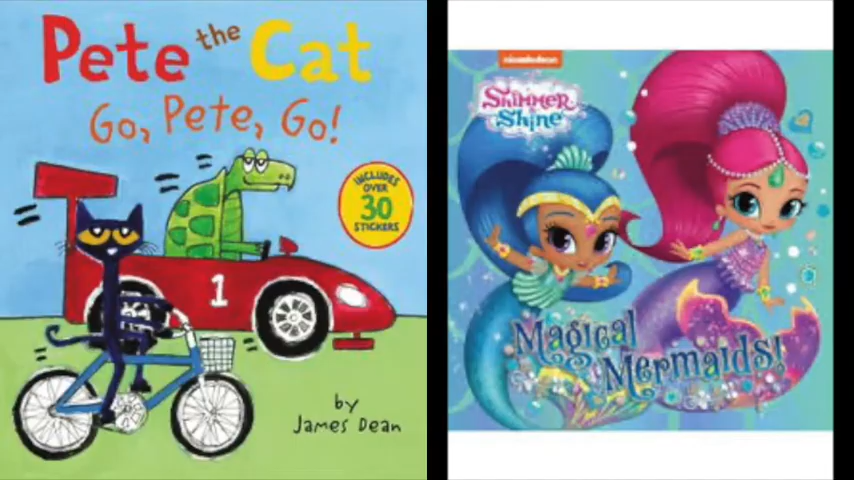 Pete the Cat
Go, Pete, Go!
INCLUDES
OVER
30
STICKERS
1
by
James Dean
nickelodeon
Shimmer
and
Shine
Magical
Mermaids!